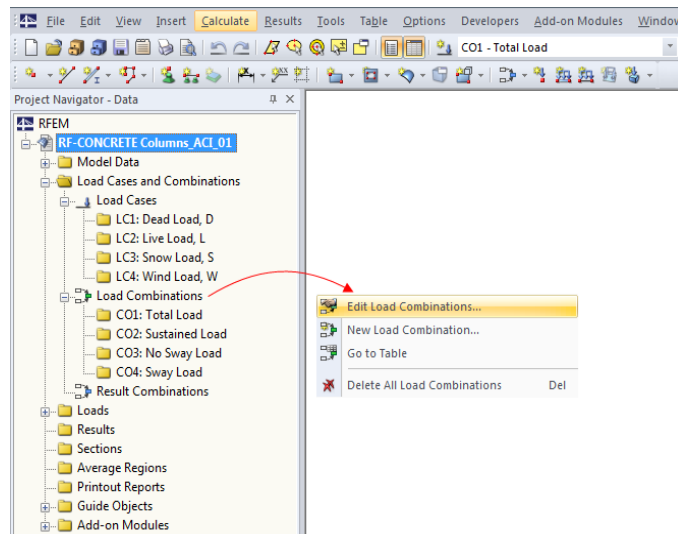 File Edit View Insert Calculate Results Tools Table Options Developers Add-on Modules Window
CO1 - Total Load
Project Navigator - Data
RFEM
RF-CONCRETE Columns_ACI_01
Model Data
Load Cases and Combinations
Load Cases
LC1: Dead Load, D
LC2: Live Load, L
LC3: Snow Load, S
LC4: Wind Load, W
Load Combinations
CO1: Total Load
CO2: Sustained Load
CO3: No Sway Load
CO4: Sway Load
Result Combinations
Loads
Results
Sections
Average Regions
Printout Reports
Guide Objects
Add-on Modules
Edit Load Combinations...
New Load Combination...
Go to Table
Delete All Load Combinations Del